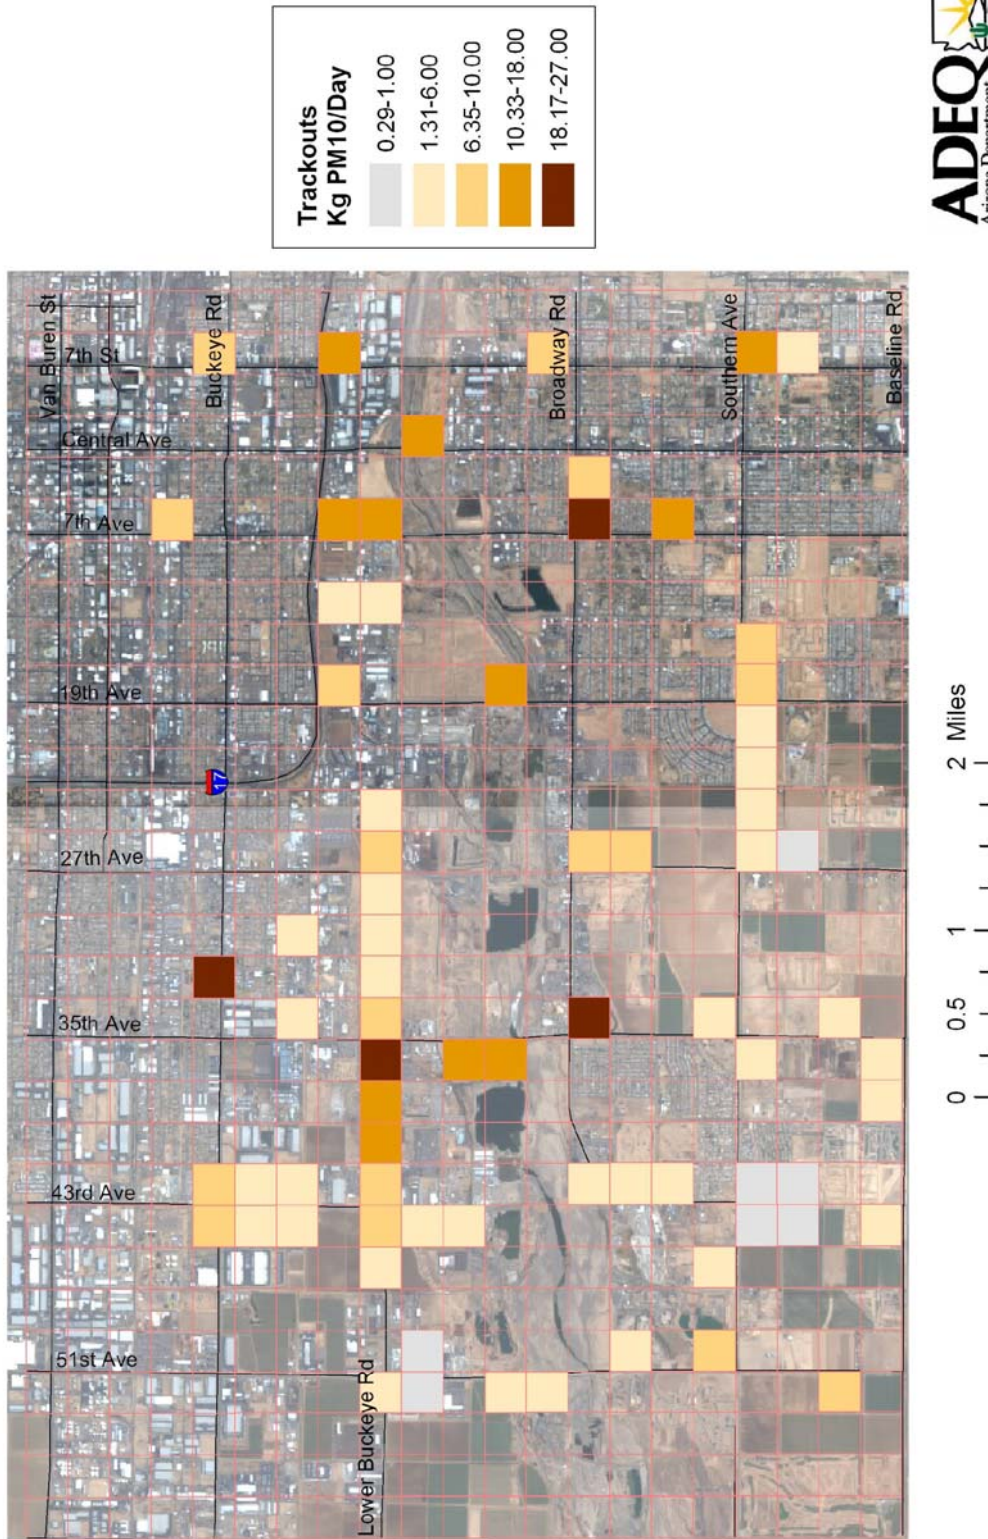 Trackouts
Kg PM10/Day
0.29-1.00
1.31-6.00
6.35-10.00
10.33-18.00
18.17-27.00
Van Buren St
Buckeye Rd
Broadway Rd
Southern Ave
Baseline Rd
7th St
Central Ave
7th Ave
19th Ave
17
27th Ave
35th Ave
43rd Ave
51st Ave
Lower Buckeye Rd
0 0.5 1 2 Miles
ADEQ
Arizona Department